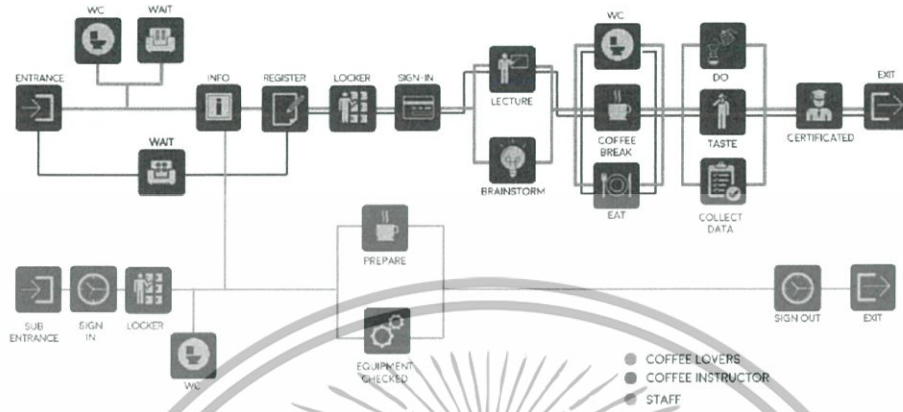 WC
WAIT
ENTRANCE
INFO
REGISTER
LOCKER
SIGN-IN
LECTURE
BRAINSTORM
WAIT
WC
COFFEE
BREAK
EAT
DO
TASTE
COLLECT
DATA
CERTIFICATED
EXIT
SUB
ENTRANCE
SIGN
IN
LOCKER
WC
PREPARE
EQUIPMENT
CHECKED
SIGN OUT
EXIT
COFFEE LOVERS
COFFEE INSTRUCTOR
STAFF